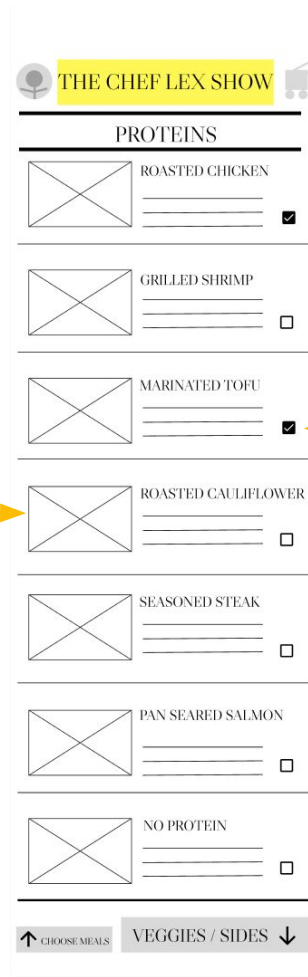 THE CHEF LEX SHOW
PROTEINS
ROASTED CHICKEN
GRILLED SHRIMP
MARINATED TOFU
ROASTED CAULIFLOWER
SEASONED STEAK
PAN SEARED SALMON
NO PROTEIN
CHOOSE MEALS
VEGGIES / SIDES